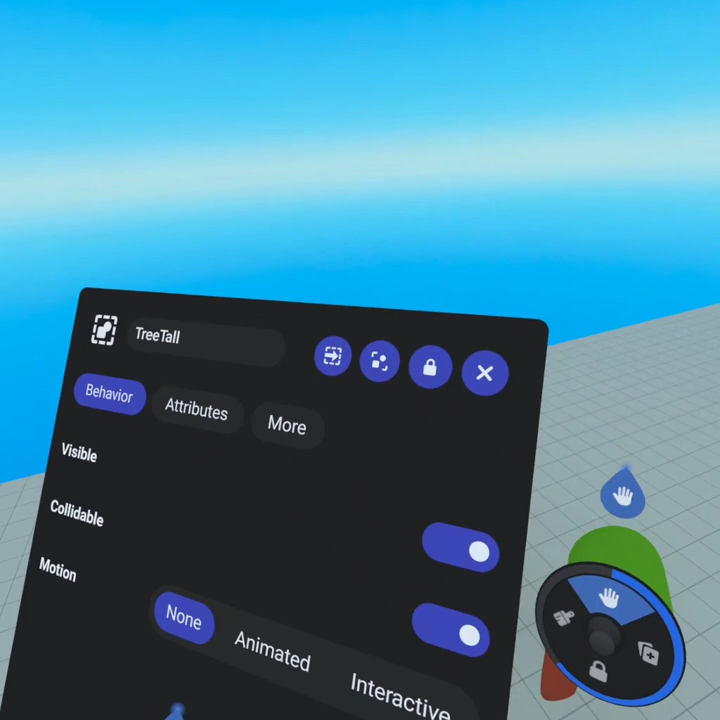 TreeTall
Behavior Attributes More
Visible
Collidable
Motion
None Animated Interactive